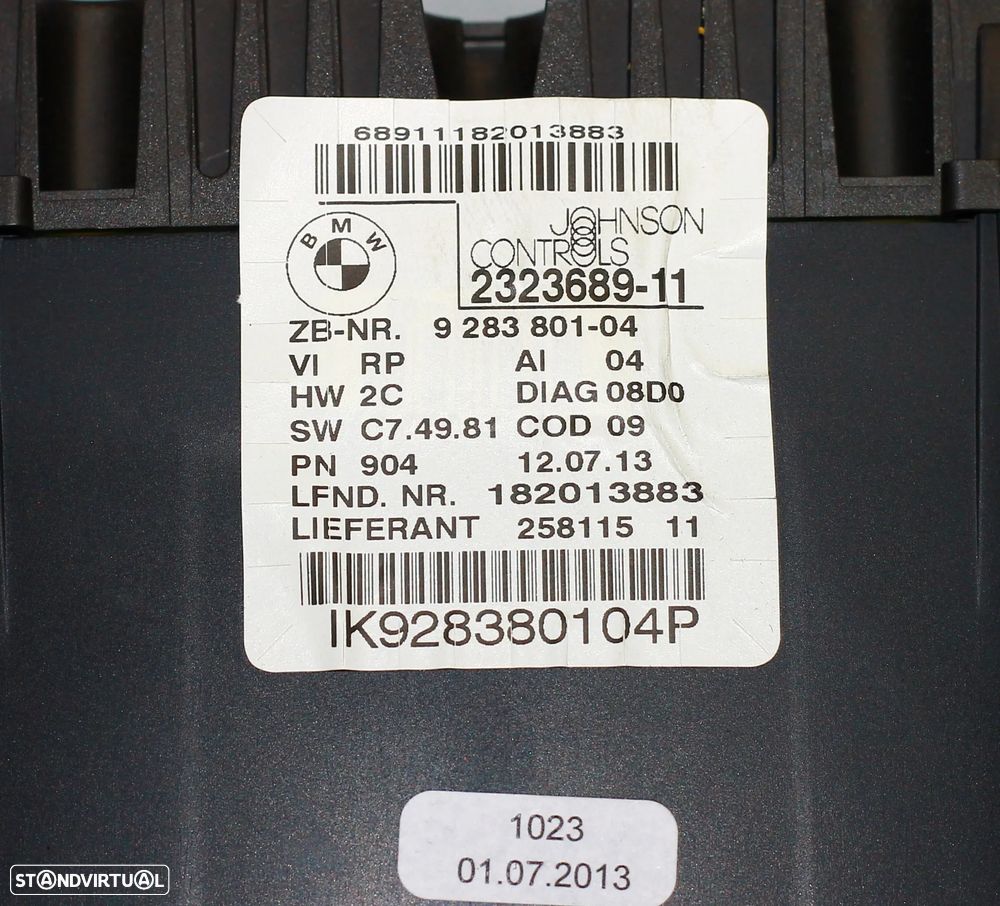 68911182013883
BMW
JOHNSON
CONTROLS
2323689-11
ZB-NR. 9 283 801-04
VI RP AI 04
HW 2C DIAG 08D0
SW C7.49.81 COD 09
PN 904 12.07.13
LFND. NR. 182013883
LIEFERANT 258115 11
IK928380104P
1023
01.07.2013
STANDVIRTUAL